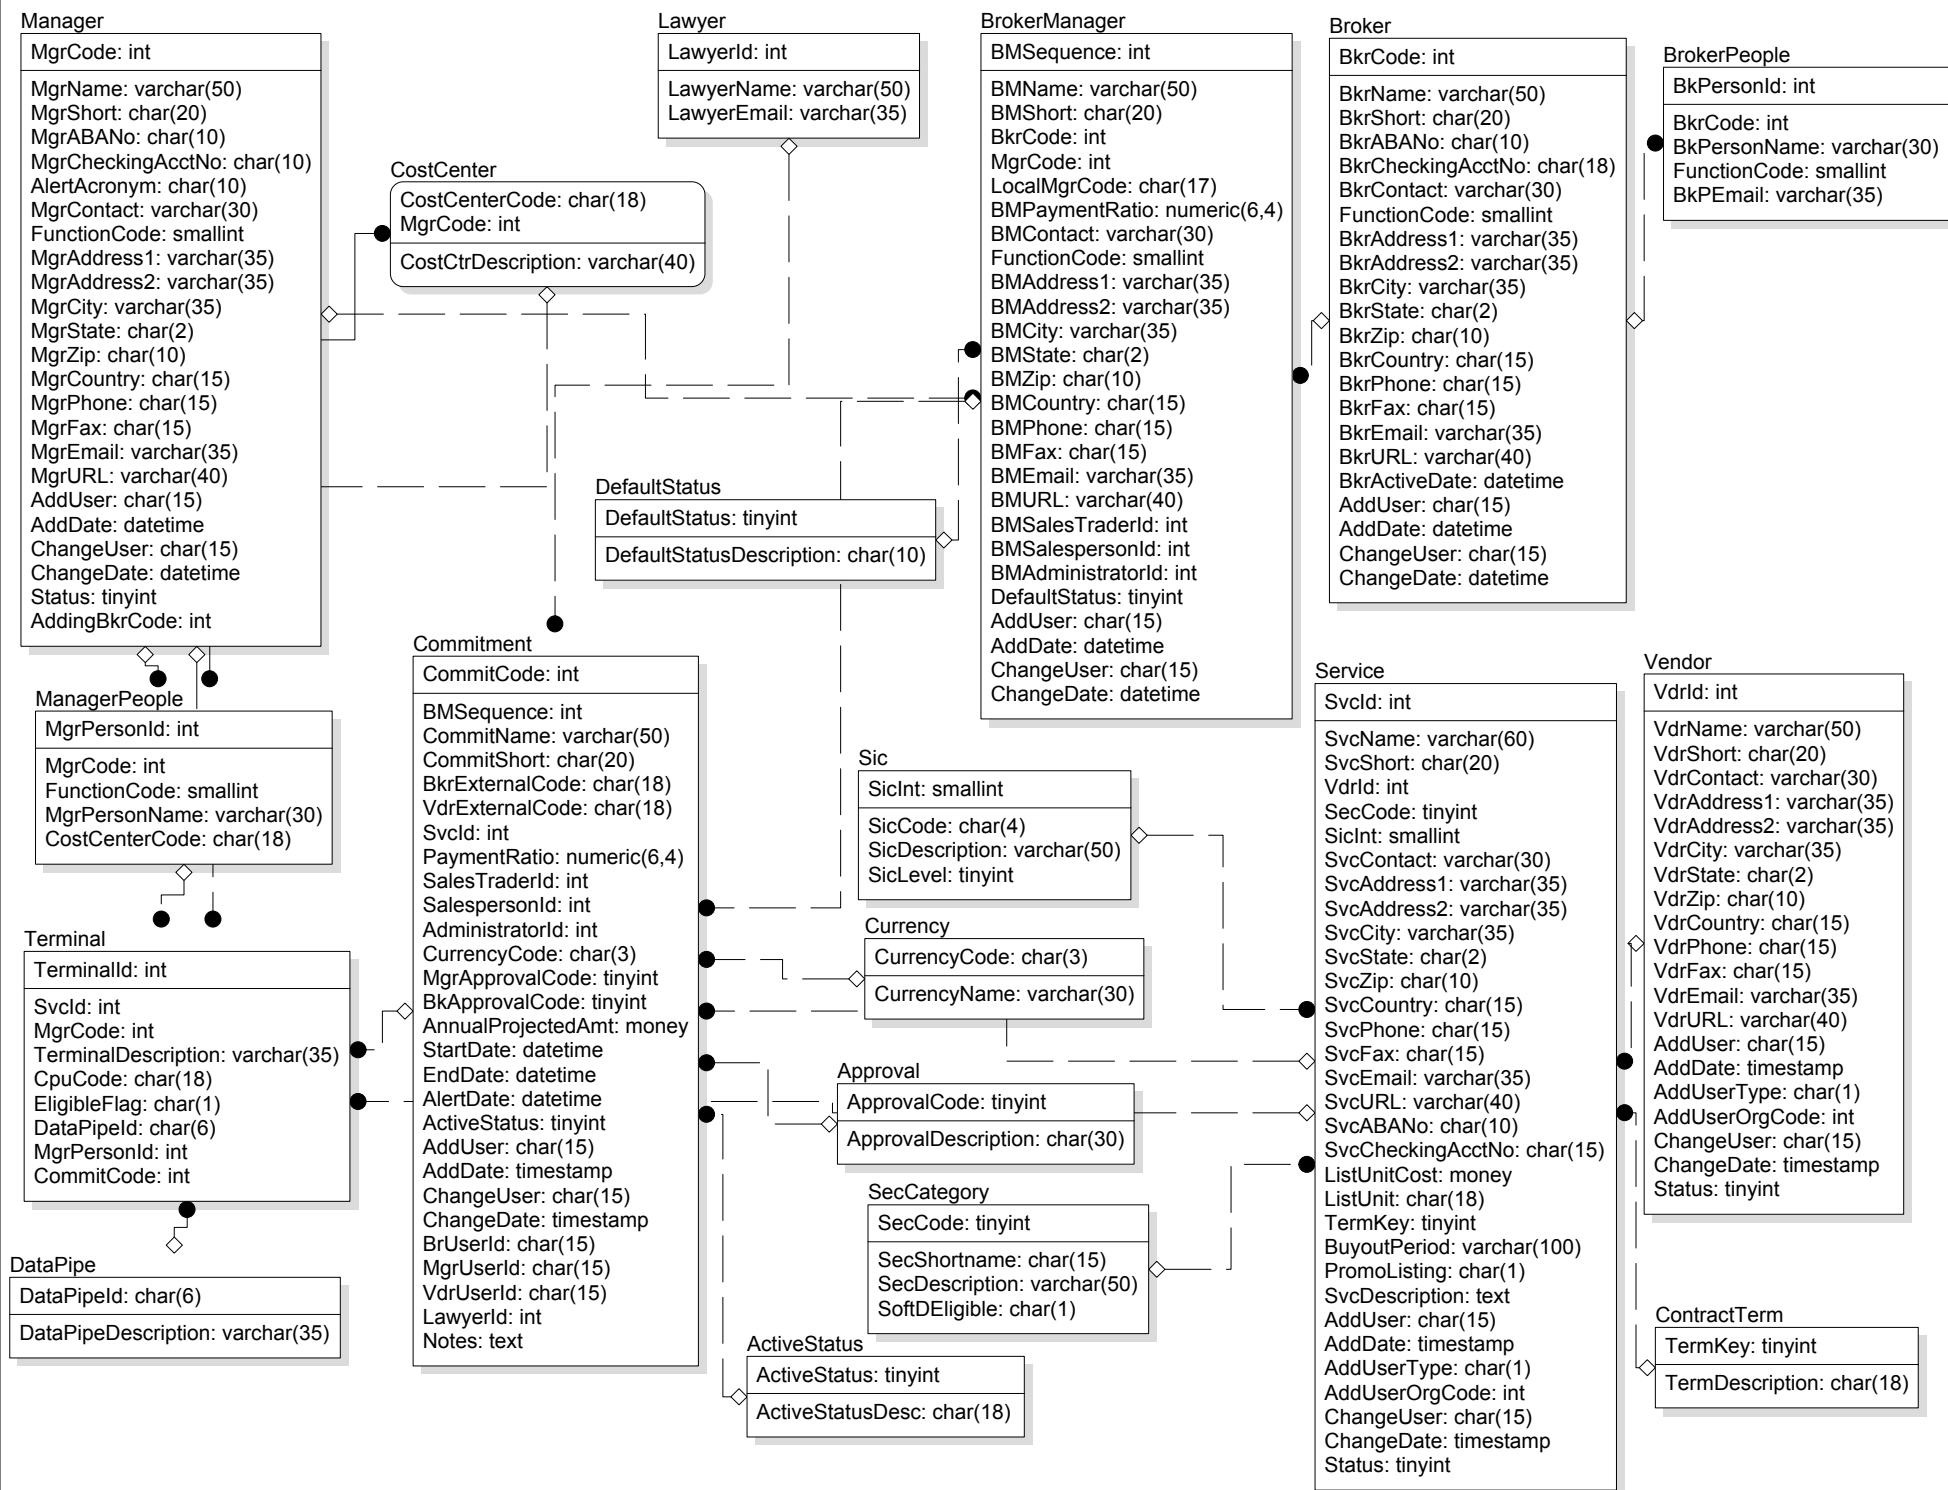 Manager
MgrCode: int
MgrName: varchar(50)
MgrShort: char(20)
MgrABANo: char(10)
MgrCheckingAcctNo: char(10)
AlertAcronym: char(10)
MgrContact: varchar(30)
FunctionCode: smallint
MgrAddress1: varchar(35)
MgrAddress2: varchar(35)
MgrCity: varchar(35)
MgrState: char(2)
MgrZip: char(10)
MgrCountry: char(15)
MgrPhone: char(15)
MgrFax: char(15)
MgrEmail: varchar(35)
MgrURL: varchar(40)
AddUser: char(15)
AddDate: datetime
ChangeUser: char(15)
ChangeDate: datetime
Status: tinyint
AddingBkrCode: int
CostCenter
CostCenterCode: char(18)
MgrCode: int
CostCtrDescription: varchar(40)
Lawyer
LawyerId: int
LawyerName: varchar(50)
LawyerEmail: varchar(35)
BrokerManager
BMSequence: int
BMName: varchar(50)
BMShort: char(20)
BkrCode: int
MgrCode: int
LocalMgrCode: char(17)
BMPaymentRatio: numeric(6,4)
BMContact: varchar(30)
FunctionCode: smallint
BMAddress1: varchar(35)
BMAddress2: varchar(35)
BMCity: varchar(35)
BMState: char(2)
BMZip: char(10)
BMCountry: char(15)
BMPhone: char(15)
BMFax: char(15)
BMEmail: varchar(35)
BMURL: varchar(40)
BMSalesTraderId: int
BMSalespersonId: int
BMAdministratorId: int
DefaultStatus: tinyint
AddUser: char(15)
AddDate: datetime
ChangeUser: char(15)
ChangeDate: datetime
Broker
BkrCode: int
BkrName: varchar(50)
BkrShort: char(20)
BkrABANo: char(10)
BkrCheckingAcctNo: char(18)
BkrContact: varchar(30)
FunctionCode: smallint
BkrAddress1: varchar(35)
BkrAddress2: varchar(35)
BkrCity: varchar(35)
BkrState: char(2)
BkrZip: char(10)
BkrCountry: char(15)
BkrPhone: char(15)
BkrFax: char(15)
BkrEmail: varchar(35)
BkrURL: varchar(40)
BkrActiveDate: datetime
AddUser: char(15)
AddDate: datetime
ChangeUser: char(15)
ChangeDate: datetime
BrokerPeople
BkPersonId: int
BkrCode: int
BkPersonName: varchar(30)
FunctionCode: smallint
BkPEmail: varchar(35)
DefaultStatus
DefaultStatus: tinyint
DefaultStatusDescription: char(10)
ManagerPeople
MgrPersonId: int
MgrCode: int
FunctionCode: smallint
MgrPersonName: varchar(30)
CostCenterCode: char(18)
Terminal
TerminalId: int
SvcId: int
MgrCode: int
TerminalDescription: varchar(35)
CpuCode: char(18)
EligibleFlag: char(1)
DataPipeId: char(6)
MgrPersonId: int
CommitCode: int
DataPipe
DataPipeId: char(6)
DataPipeDescription: varchar(35)
Commitment
CommitCode: int
BMSequence: int
CommitName: varchar(50)
CommitShort: char(20)
BkrExternalCode: char(18)
VdrExternalCode: char(18)
SvcId: int
PaymentRatio: numeric(6,4)
SalesTraderId: int
SalespersonId: int
AdministratorId: int
CurrencyCode: char(3)
MgrApprovalCode: tinyint
BkApprovalCode: tinyint
AnnualProjectedAmt: money
StartDate: datetime
EndDate: datetime
AlertDate: datetime
ActiveStatus: tinyint
AddUser: char(15)
AddDate: timestamp
ChangeUser: char(15)
ChangeDate: timestamp
BrUserId: char(15)
MgrUserId: char(15)
VdrUserId: char(15)
LawyerId: int
Notes: text
Sic
SicInt: smallint
SicCode: char(4)
SicDescription: varchar(50)
SicLevel: tinyint
Currency
CurrencyCode: char(3)
CurrencyName: varchar(30)
Approval
ApprovalCode: tinyint
ApprovalDescription: char(30)
SecCategory
SecCode: tinyint
SecShortname: char(15)
SecDescription: varchar(50)
SoftDEligible: char(1)
ActiveStatus
ActiveStatus: tinyint
ActiveStatusDesc: char(18)
Service
SvcId: int
SvcName: varchar(60)
SvcShort: char(20)
VdrId: int
SecCode: tinyint
SicInt: smallint
SvcContact: varchar(30)
SvcAddress1: varchar(35)
SvcAddress2: varchar(35)
SvcCity: varchar(35)
SvcState: char(2)
SvcZip: char(10)
SvcCountry: char(15)
SvcPhone: char(15)
SvcFax: char(15)
SvcEmail: varchar(35)
SvcURL: varchar(40)
SvcABANo: char(10)
SvcCheckingAcctNo: char(15)
ListUnitCost: money
ListUnit: char(18)
TermKey: tinyint
BuyoutPeriod: varchar(100)
PromoListing: char(1)
SvcDescription: text
AddUser: char(15)
AddDate: timestamp
AddUserType: char(1)
AddUserOrgCode: int
ChangeUser: char(15)
ChangeDate: timestamp
Status: tinyint
Vendor
VdrId: int
VdrName: varchar(50)
VdrShort: char(20)
VdrContact: varchar(30)
VdrAddress1: varchar(35)
VdrAddress2: varchar(35)
VdrCity: varchar(35)
VdrState: char(2)
VdrZip: char(10)
VdrCountry: char(15)
VdrPhone: char(15)
VdrFax: char(15)
VdrEmail: varchar(35)
VdrURL: varchar(40)
AddUser: char(15)
AddDate: timestamp
AddUserType: char(1)
AddUserOrgCode: int
ChangeUser: char(15)
ChangeDate: timestamp
Status: tinyint
ContractTerm
TermKey: tinyint
TermDescription: char(18)